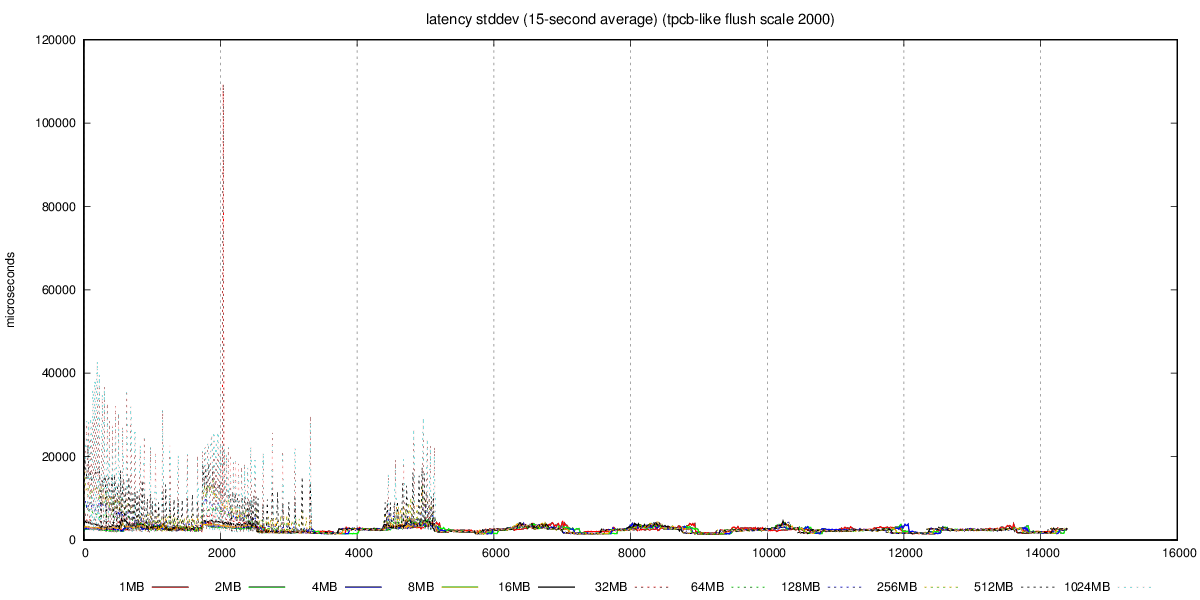 latency stddev (15-second average) (tpcb-like flush scale 2000)
120000
100000
80000
60000
40000
20000
0
microseconds
0 2000 4000 6000 8000 10000 12000 14000 16000
1MB 2MB 4MB 8MB 16MB 32MB 64MB 128MB 256MB 512MB 1024MB